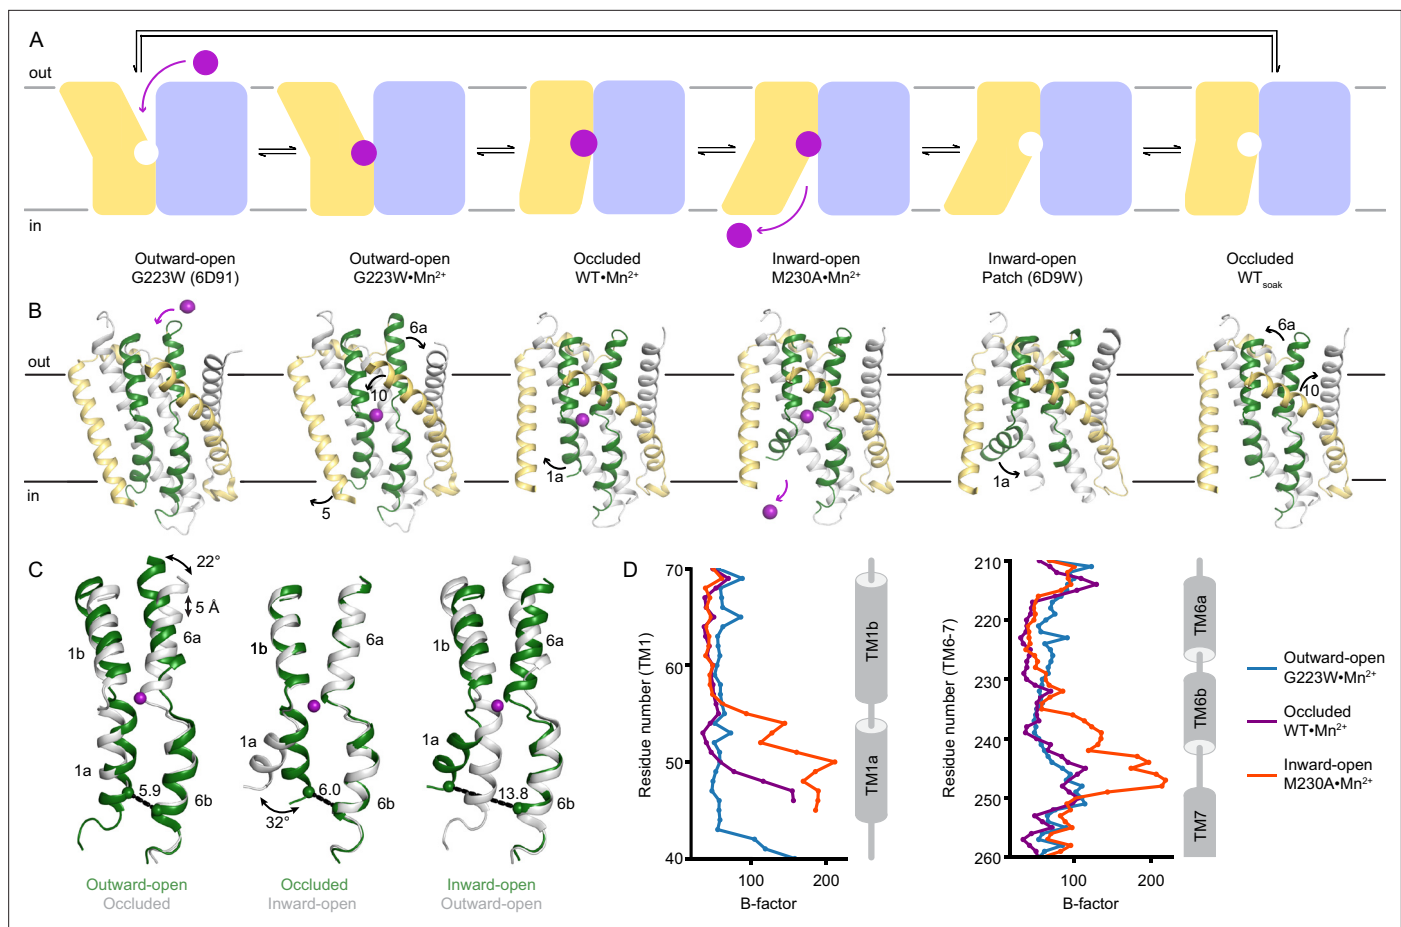 A
out
in
Outward-open
G223W (6D91)
Outward-open
G223W•Mn²⁺
Occluded
WT•Mn²⁺
Inward-open
M230A•Mn²⁺
Inward-open
Patch (6D9W)
Occluded
WTsoak
B
out
in
6a
10
5
1a
1a
6a
10
C
22°
5 Å
1b
6a
1a
5.9
6b
Outward-open
Occluded
1b
6a
1a
6.0
32°
Occluded
Inward-open
1b
6a
1a
13.8
6b
Inward-open
Outward-open
D
Residue number (TM1)
70
60
50
40
100
200
B-factor
TM1b
TM1a
Residue number (TM6-7)
210
220
230
240
250
260
100
200
B-factor
TM6a
TM6b
TM7
Outward-open
G223W•Mn²⁺
Occluded
WT•Mn²⁺
Inward-open
M230A•Mn²⁺